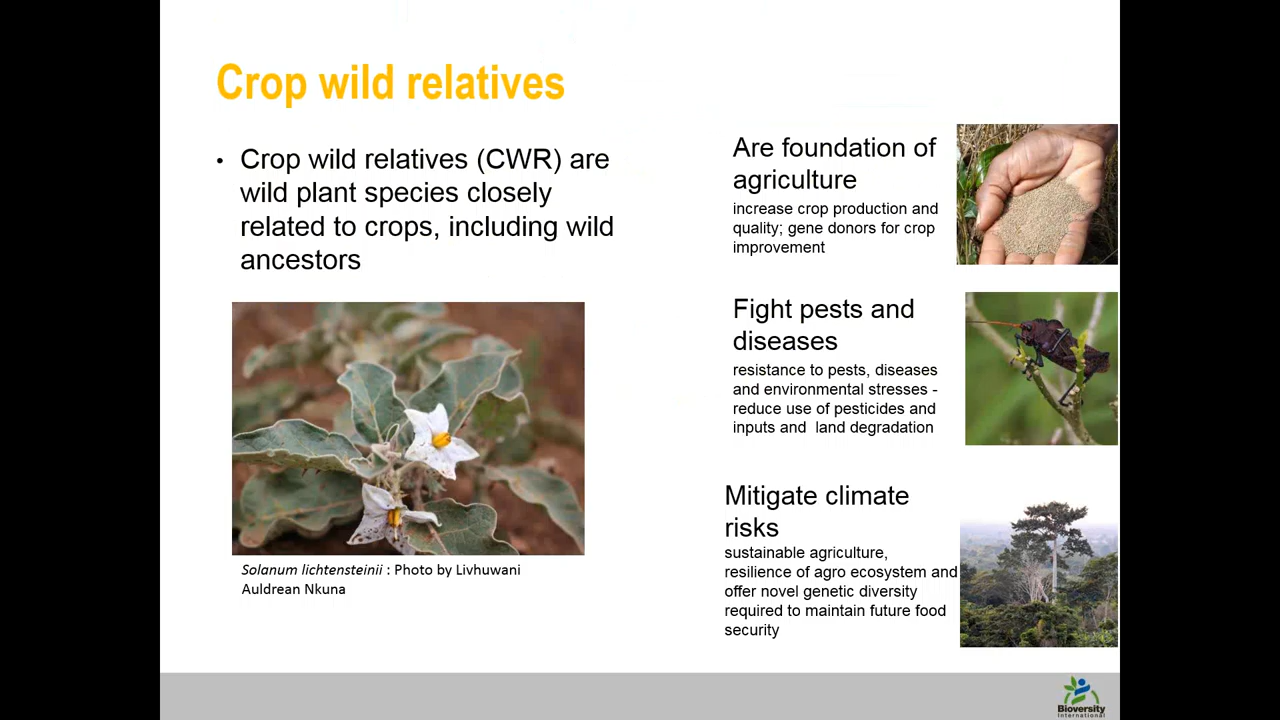 Crop wild relatives
• Crop wild relatives (CWR) are
wild plant species closely
related to crops, including wild
ancestors
Solanum lichtensteinii : Photo by Livhuwani
Auldrean Nkuna
Are foundation of
agriculture
increase crop production and
quality; gene donors for crop
improvement
Fight pests and
diseases
resistance to pests, diseases
and environmental stresses -
reduce use of pesticides and
inputs and land degradation
Mitigate climate
risks
sustainable agriculture,
resilience of agro ecosystem and
offer novel genetic diversity
required to maintain future food
security
Bioversity
International